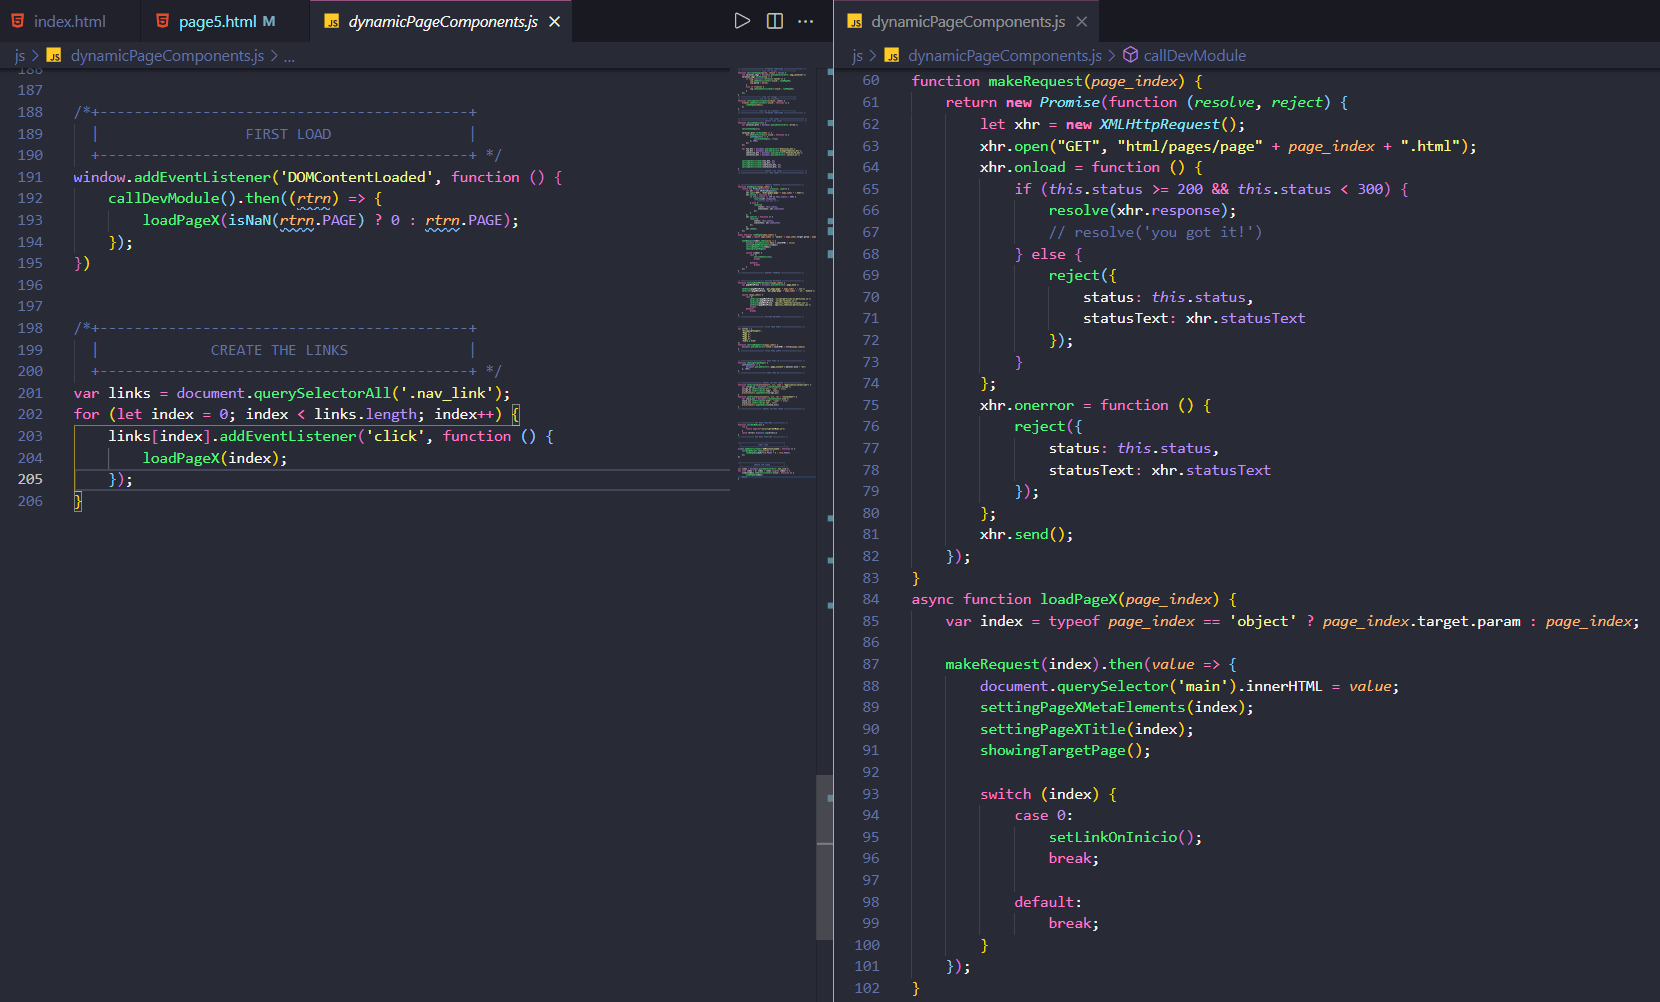 index.html
page5.html M
JS dynamicPageComponents.js
js > JS dynamicPageComponents.js > ...
186
187
188 /*+-------------------------------------------+
189 | FIRST LOAD |
190 +-------------------------------------------+ */
191 window.addEventListener('DOMContentLoaded', function () {
192 callDevModule().then((rtrn) => {
193 loadPageX(isNaN(rtrn.PAGE) ? 0 : rtrn.PAGE);
194 });
195 })
196
197
198 /*+-------------------------------------------+
199 | CREATE THE LINKS |
200 +-------------------------------------------+ */
201 var links = document.querySelectorAll('.nav_link');
202 for (let index = 0; index < links.length; index++) {
203 links[index].addEventListener('click', function () {
204 loadPageX(index);
205 });
206 }
JS dynamicPageComponents.js
js > JS dynamicPageComponents.js > callDevModule
60 function makeRequest(page_index) {
61 return new Promise(function (resolve, reject) {
62 let xhr = new XMLHttpRequest();
63 xhr.open("GET", "html/pages/page" + page_index + ".html");
64 xhr.onload = function () {
65 if (this.status >= 200 && this.status < 300) {
66 resolve(xhr.response);
67 // resolve('you got it!')
68 } else {
69 reject({
70 status: this.status,
71 statusText: xhr.statusText
72 });
73 }
74 };
75 xhr.onerror = function () {
76 reject({
77 status: this.status,
78 statusText: xhr.statusText
79 });
80 };
81 xhr.send();
82 });
83 }
84 async function loadPageX(page_index) {
85 var index = typeof page_index == 'object' ? page_index.target.param : page_index;
86
87 makeRequest(index).then(value => {
88 document.querySelector('main').innerHTML = value;
89 settingPageXMetaElements(index);
90 settingPageXTitle(index);
91 showingTargetPage();
92
93 switch (index) {
94 case 0:
95 setLinkOnInicio();
96 break;
97
98 default:
99 break;
100 }
101 });
102 }